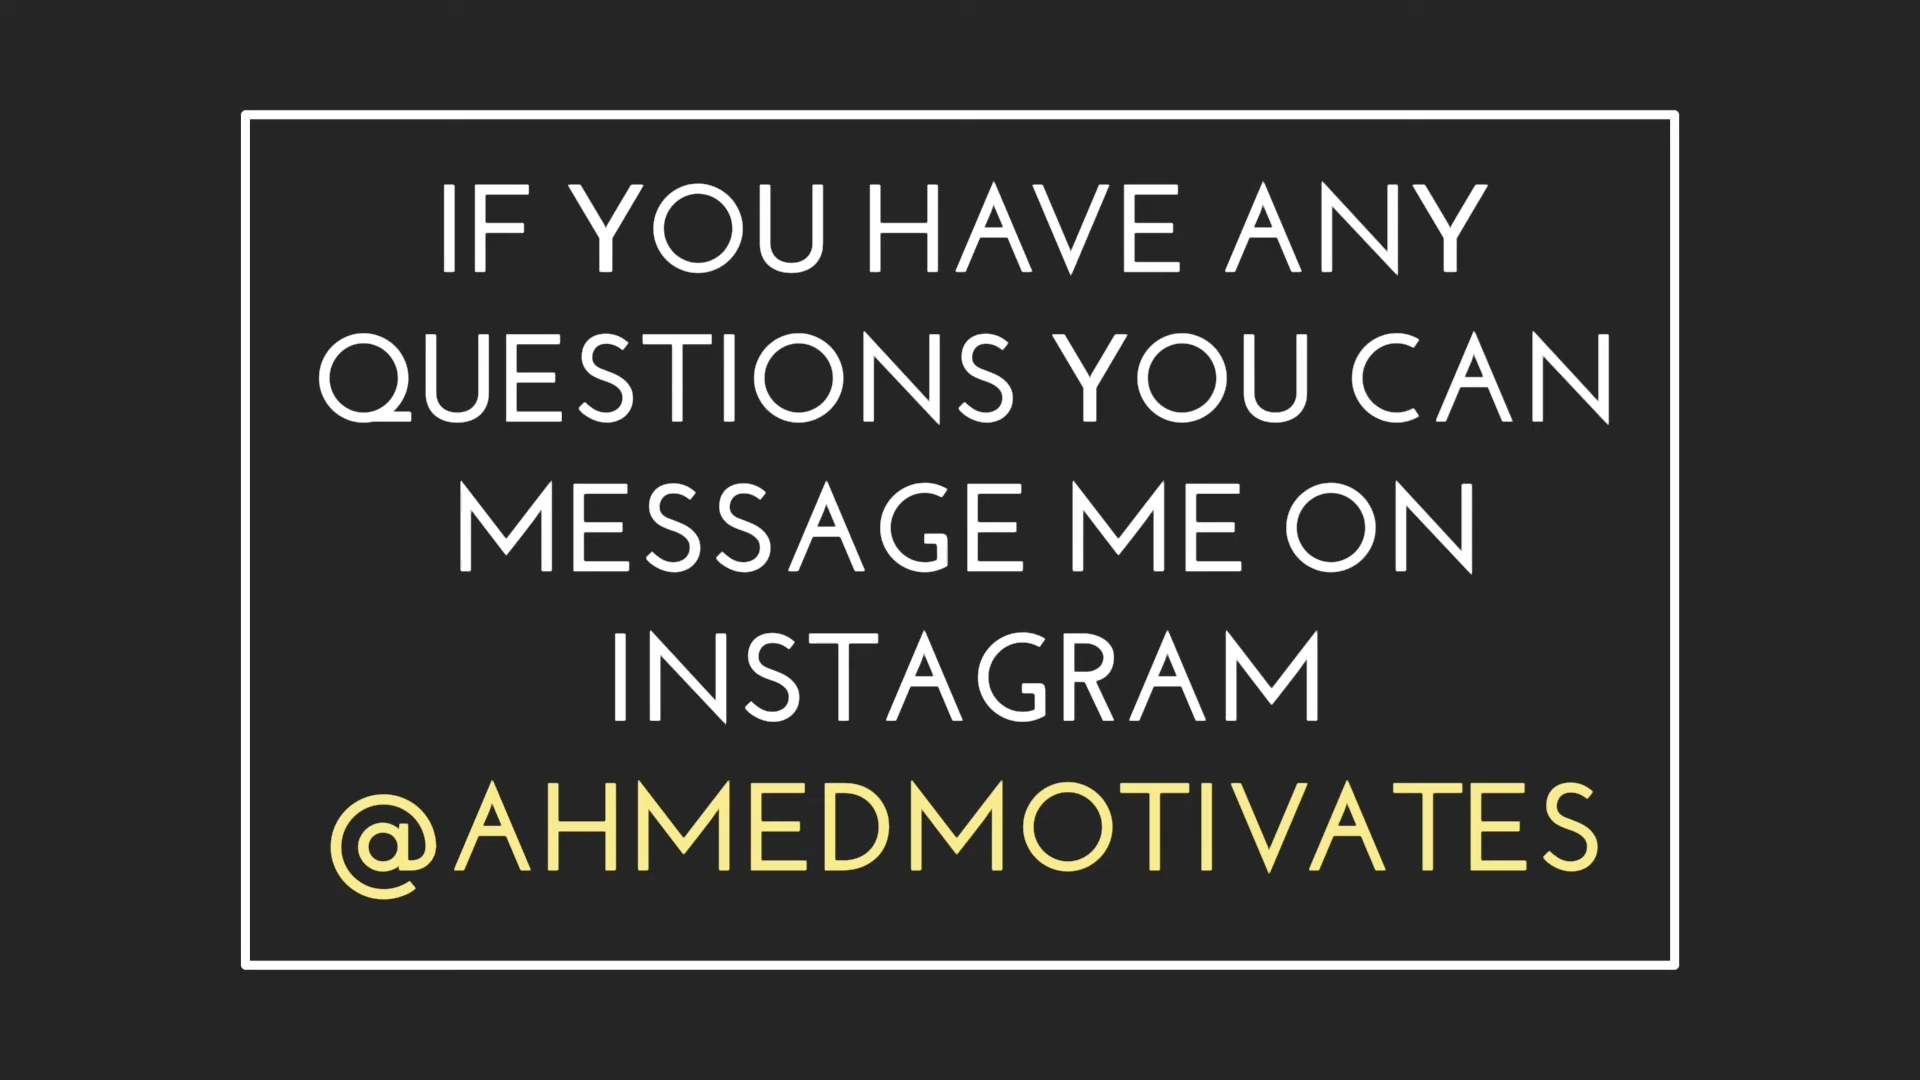 IF YOU HAVE ANY
QUESTIONS YOU CAN
MESSAGE ME ON
INSTAGRAM
@AHMEDMOTIVATES